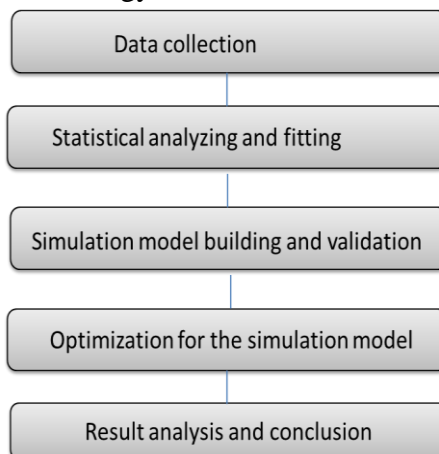 Data collection
Statistical analyzing and fitting
Simulation model building and validation
Optimization for the simulation model
Result analysis and conclusion